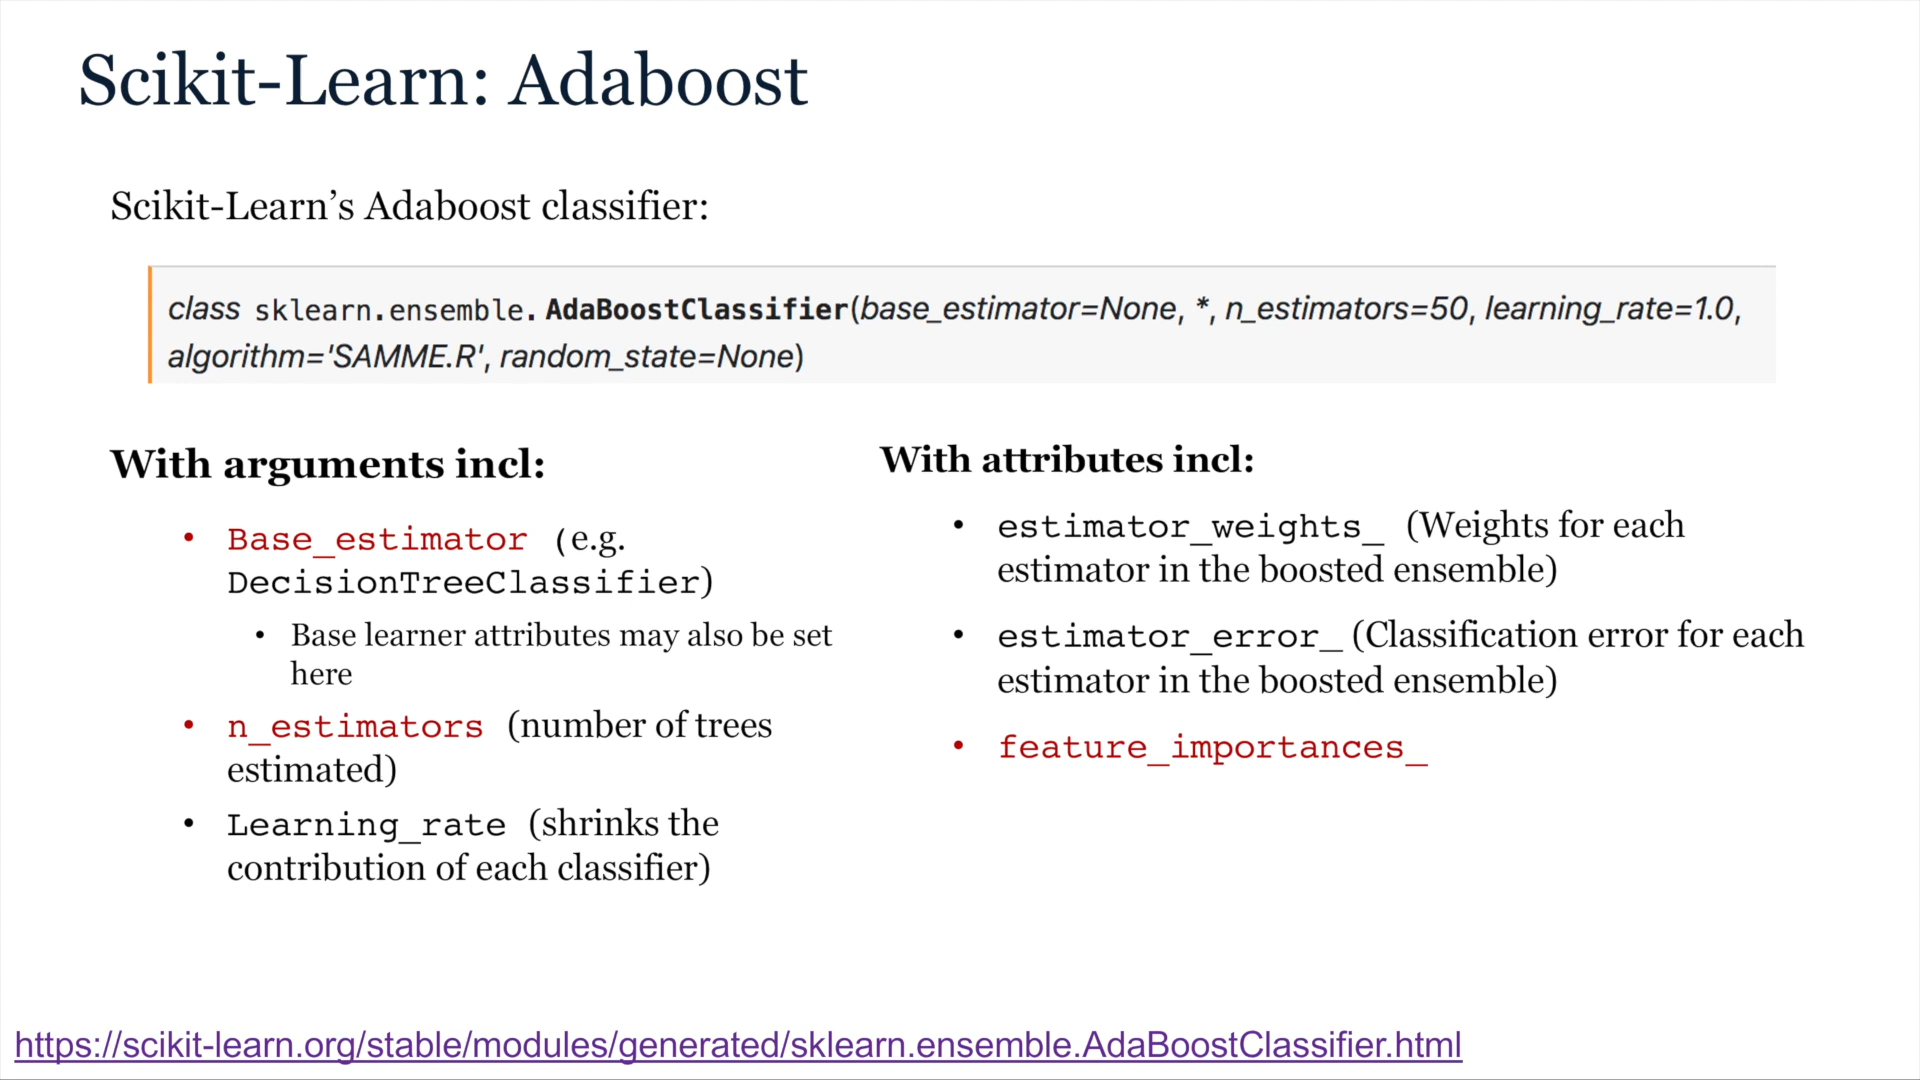 Scikit-Learn: Adaboost
Scikit-Learn’s Adaboost classifier:
class sklearn.ensemble.AdaBoostClassifier(base_estimator=None, *, n_estimators=50, learning_rate=1.0,
algorithm='SAMME.R', random_state=None)
With arguments incl:
• Base_estimator (e.g.
DecisionTreeClassifier)
• Base learner attributes may also be set
here
• n_estimators (number of trees
estimated)
• Learning_rate (shrinks the
contribution of each classifier)
With attributes incl:
• estimator_weights_ (Weights for each
estimator in the boosted ensemble)
• estimator_error_ (Classification error for each
estimator in the boosted ensemble)
• feature_importances_
https://scikit-learn.org/stable/modules/generated/sklearn.ensemble.AdaBoostClassifier.html